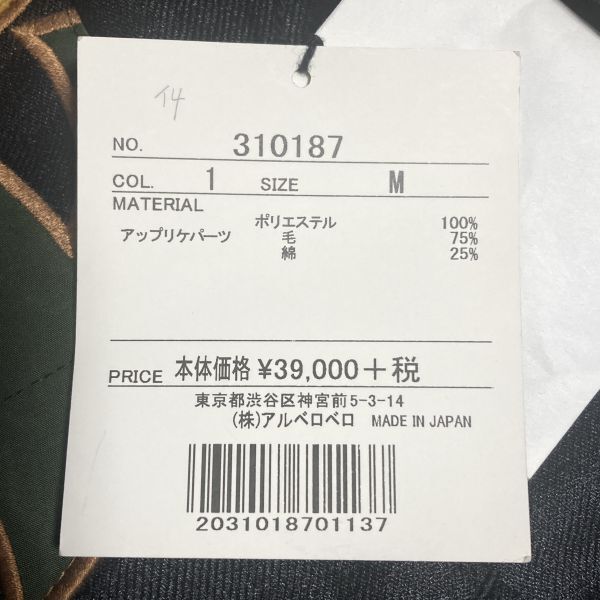 イ4
NO. 310187
COL. 1 SIZE M
MATERIAL
ポリエステル 100%
アップリケパーツ 毛 75%
綿 25%
PRICE 本体価格 ¥39,000+税
東京都渋谷区神宮前5-3-14
(株)アルベロベロ MADE IN JAPAN
2031018701137